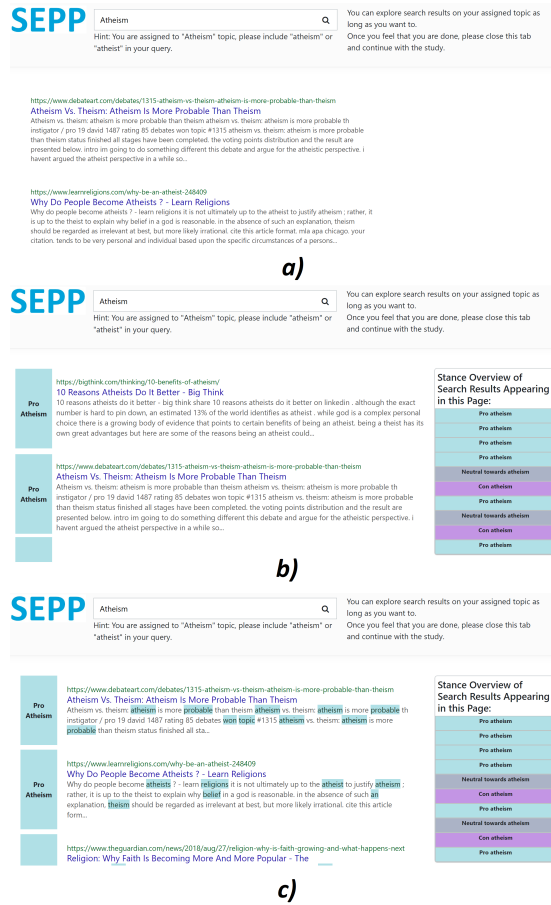 SEPP
Atheism
Hint: You are assigned to "Atheism" topic, please include "atheism" or
"atheist" in your query.
You can explore search results on your assigned topic as
long as you want to.
Once you feel that you are done, please close this tab
and continue with the study.
https://www.debateart.com/debates/1315-atheism-vs-theism-atheism-is-more-probable-than-theism
Atheism Vs. Theism: Atheism Is More Probable Than Theism
Atheism vs. theism: atheism is more probable than theism atheism vs. theism: atheism is more probable th
instigator / pro 19 david 1487 rating 85 debates won topic #1315 atheism vs. theism: atheism is more probable
than theism status finished all stages have been completed. the voting points distribution and the result are
presented below. intro im going to do something different this debate and argue for the atheistic perspective. i
havent argued the atheist perspective in a while so...
https://www.learnreligions.com/why-be-an-atheist-248409
Why Do People Become Atheists ? - Learn Religions
Why do people become atheists ? - learn religions it is not ultimately up to the atheist to justify atheism ; rather, it
is up to the theist to explain why belief in a god is reasonable. in the absence of such an explanation, theism
should be regarded as irrelevant at best, but more likely irrational. cite this article format. mla apa chicago. your
citation. tends to be very personal and individual based upon the specific circumstances of a persons...
a)
SEPP
Atheism
Hint: You are assigned to "Atheism" topic, please include "atheism" or
"atheist" in your query.
You can explore search results on your assigned topic as
long as you want to.
Once you feel that you are done, please close this tab
and continue with the study.
Pro
Atheism
https://bigthink.com/thinking/10-benefits-of-atheism/
10 Reasons Atheists Do It Better - Big Think
10 reasons atheists do it better - big think share 10 reasons atheists do it better on linkedin . although the exact
number is hard to pin down, an estimated 13% of the world identifies as atheist . while god is a complex personal
choice there is a growing body of evidence that points to certain benefits of being an atheist. being a theist has its
own great advantages but here are some of the reasons being an atheist could...
Pro
Atheism
https://www.debateart.com/debates/1315-atheism-vs-theism-atheism-is-more-probable-than-theism
Atheism Vs. Theism: Atheism Is More Probable Than Theism
Atheism vs. theism: atheism is more probable than theism atheism vs. theism: atheism is more probable th
instigator / pro 19 david 1487 rating 85 debates won topic #1315 atheism vs. theism: atheism is more probable
than theism status finished all stages have been completed. the voting points distribution and the result are
presented below. intro im going to do something different this debate and argue for the atheistic perspective. i
havent argued the atheist perspective in a while so...
Stance Overview of
Search Results Appearing
in this Page:
Pro atheism
Pro atheism
Pro atheism
Pro atheism
Neutral towards atheism
Con atheism
Pro atheism
Neutral towards atheism
Con atheism
Pro atheism
b)
SEPP
Atheism
Hint: You are assigned to "Atheism" topic, please include "atheism" or
"atheist" in your query.
You can explore search results on your assigned topic as
long as you want to.
Once you feel that you are done, please close this tab
and continue with the study.
Pro
Atheism
https://www.debateart.com/debates/1315-atheism-vs-theism-atheism-is-more-probable-than-theism
Atheism Vs. Theism: Atheism Is More Probable Than Theism
Atheism vs. theism: atheism is more probable than theism atheism vs. theism: atheism is more probable th
instigator / pro 19 david 1487 rating 85 debates won topic #1315 atheism vs. theism: atheism is more
probable than theism status finished all sta...
Pro
Atheism
https://www.learnreligions.com/why-be-an-atheist-248409
Why Do People Become Atheists ? - Learn Religions
Why do people become atheists ? - learn religions it is not ultimately up to the atheist to justify atheism ;
rather, it is up to the theist to explain why belief in a god is reasonable. in the absence of such an
explanation, theism should be regarded as irrelevant at best, but more likely irrational. cite this article
form...
https://www.theguardian.com/news/2018/aug/27/religion-why-is-faith-growing-and-what-happens-next
Religion: Why Faith Is Becoming More And More Popular - The
Stance Overview of
Search Results Appearing
in this Page:
Pro atheism
Pro atheism
Pro atheism
Pro atheism
Neutral towards atheism
Con atheism
Pro atheism
Neutral towards atheism
Con atheism
Pro atheism
c)